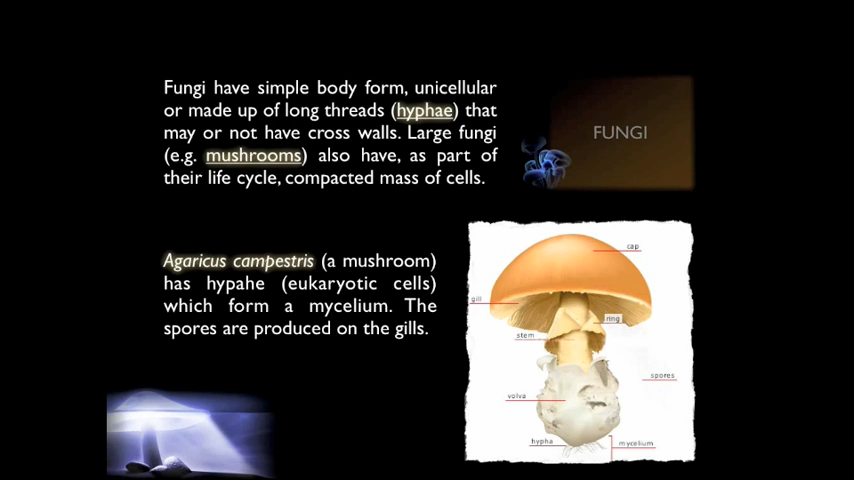 Fungi have simple body form, unicellular
or made up of long threads (hyphae) that
may or not have cross walls. Large fungi
(e.g. mushrooms) also have, as part of
their life cycle, compacted mass of cells.
FUNGI
Agaricus campestris (a mushroom)
has hypahe (eukaryotic cells)
which form a mycelium. The
spores are produced on the gills.
cap
gill
ring
stem
spores
volva
hypha
mycelium